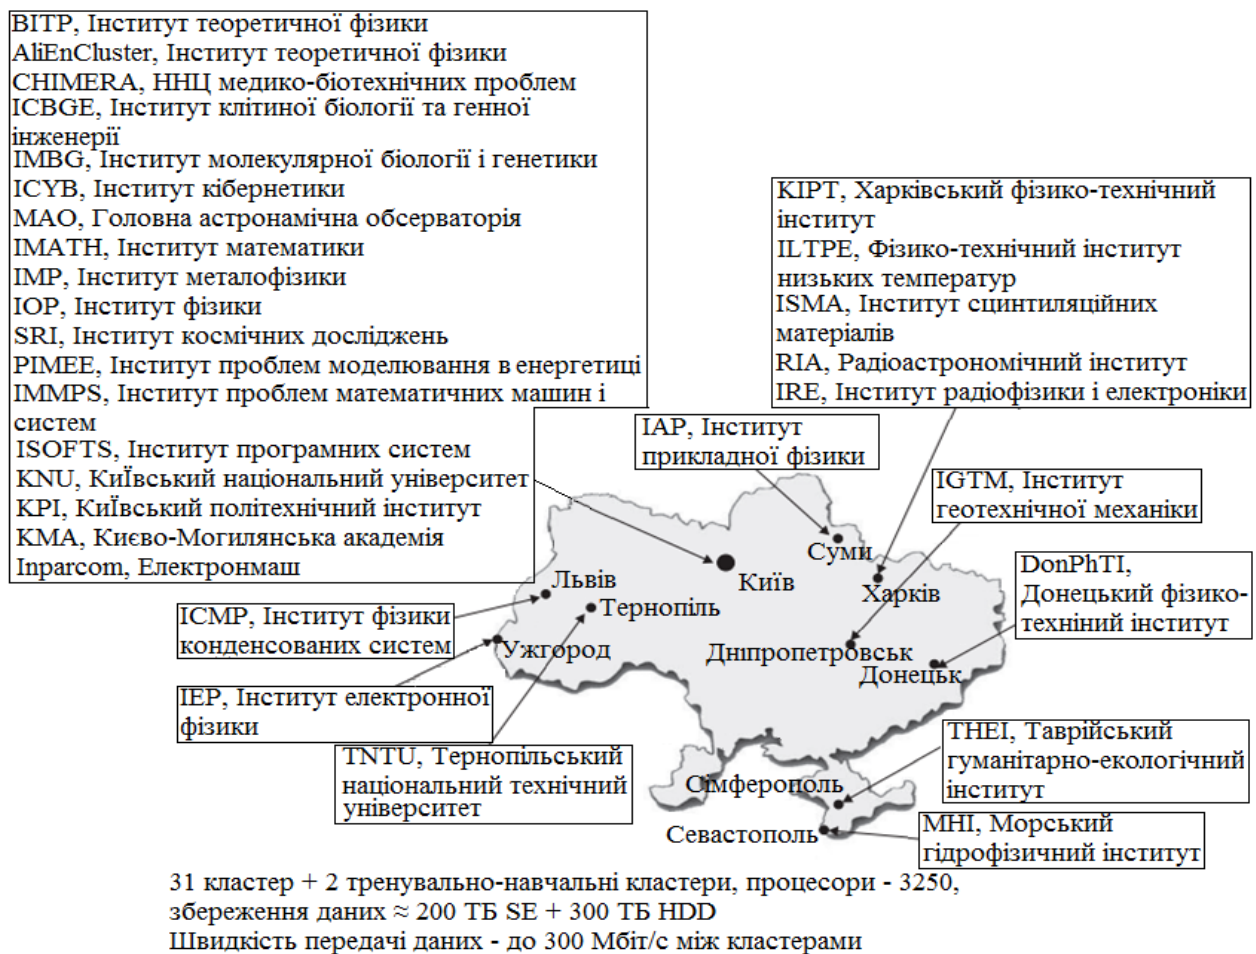 BITP, Інститут теоретичної фізики
AliEnCluster, Інститут теоретичної фізики
CHIMERA, ННЦ медико-біотехнічних проблем
ICBGE, Інститут клітиної біології та генної
інженерії
IMBG, Інститут молекулярної біології і генетики
ICYB, Інститут кібернетики
MAO, Головна астронамічна обсерваторія
IMATH, Інститут математики
IMP, Інститут металофізики
IOP, Інститут фізики
SRI, Інститут космічних досліджень
PIMEE, Інститут проблем моделювання в енергетиці
IMMPS, Інститут проблем математичних машин і
систем
ISOFTS, Інститут програмних систем
KNU, КиЇвський національний університет
KPI, КиЇвський політехнічний інститут
KMA, Києво-Могилянська академія
Inparcom, Електронмаш
KIPT, Харківський фізико-технічний
інститут
ILTPE, Фізико-технічний інститут
низьких температур
ISMA, Інститут сцинтиляційних
матеріалів
RIA, Радіоастрономічний інститут
IRE, Інститут радіофізики і електроніки
IAP, Інститут
прикладної фізики
IGTM, Інститут
геотехнічної механіки
DonPhTI,
Донецький фізико-
техніний інститут
Суми
Київ
Харків
Львів
Тернопіль
Ужгород
Дніпропетровськ
Донецьк
ICMP, Інститут фізики
конденсованих систем
IEP, Інститут електронної
фізики
TNTU, Тернопільський
національний технічний
університет
THEI, Таврійський
гуманітарно-екологічний
інститут
Сімферополь
Севастополь
MHI, Морський
гідрофізичний інститут
31 кластер + 2 тренувально-навчальні кластери, процесори - 3250,
збереження даних ≈ 200 ТБ SE + 300 ТБ HDD
Швидкість передачі даних - до 300 Мбіт/с між кластерами